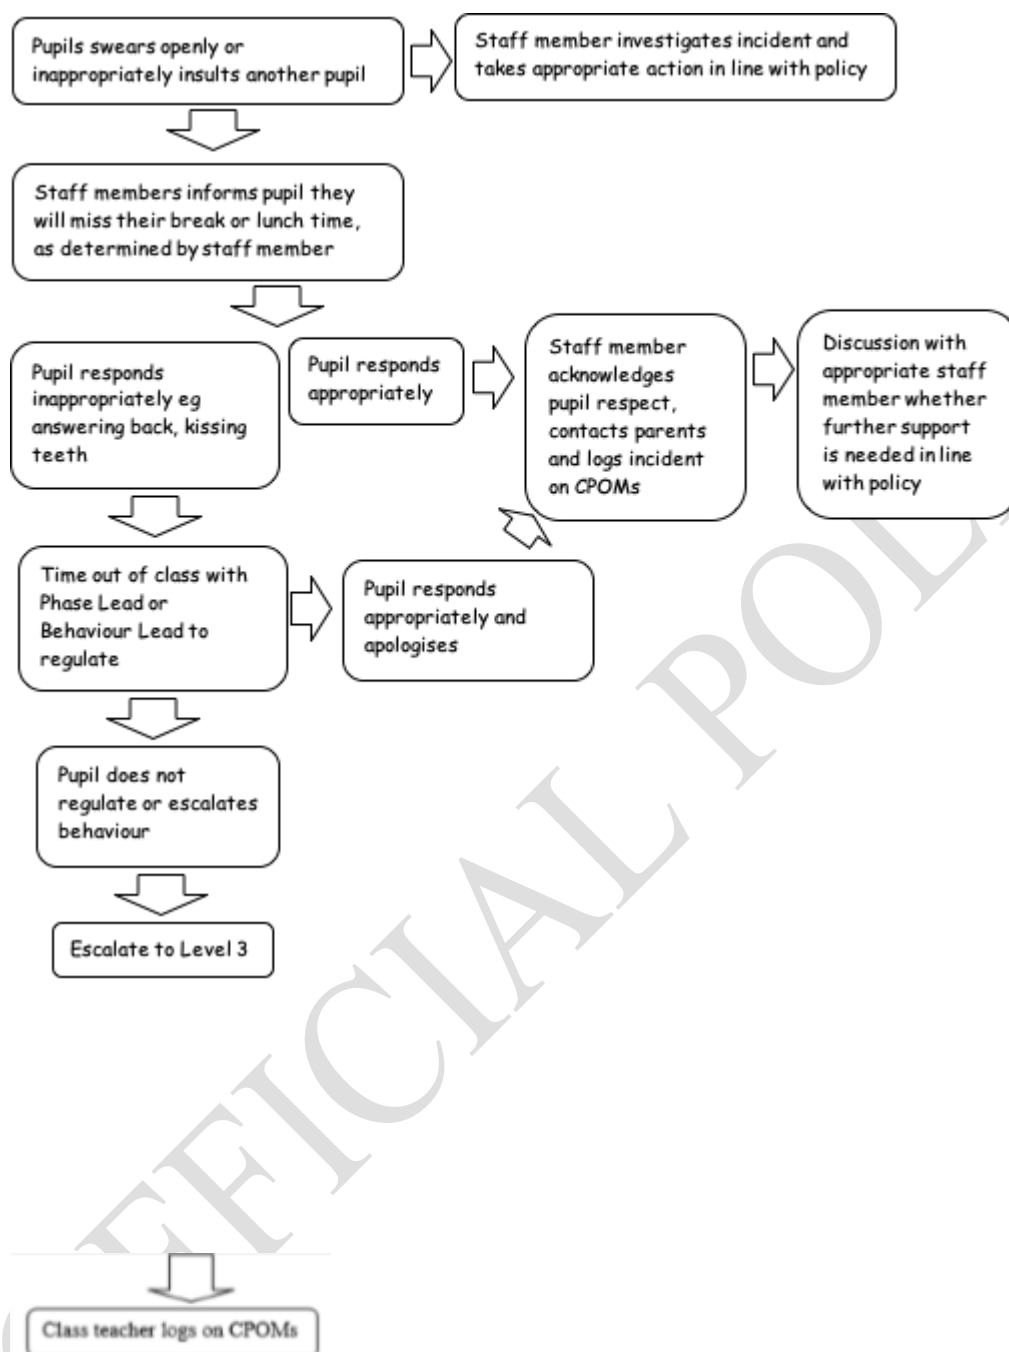 Pupils swears openly or
inappropriately insults another pupil
Staff member investigates incident and
takes appropriate action in line with policy
Staff members informs pupil they
will miss their break or lunch time,
as determined by staff member
Pupil responds
inappropriately eg
answering back, kissing
teeth
Pupil responds
appropriately
Staff member
acknowledges
pupil respect,
contacts parents
and logs incident
on CPOMs
Discussion with
appropriate staff
member whether
further support
is needed in line
with policy
Time out of class with
Phase Lead or
Behaviour Lead to
regulate
Pupil responds
appropriately and
apologises
Pupil does not
regulate or escalates
behaviour
Escalate to Level 3
Class teacher logs on CPOMs